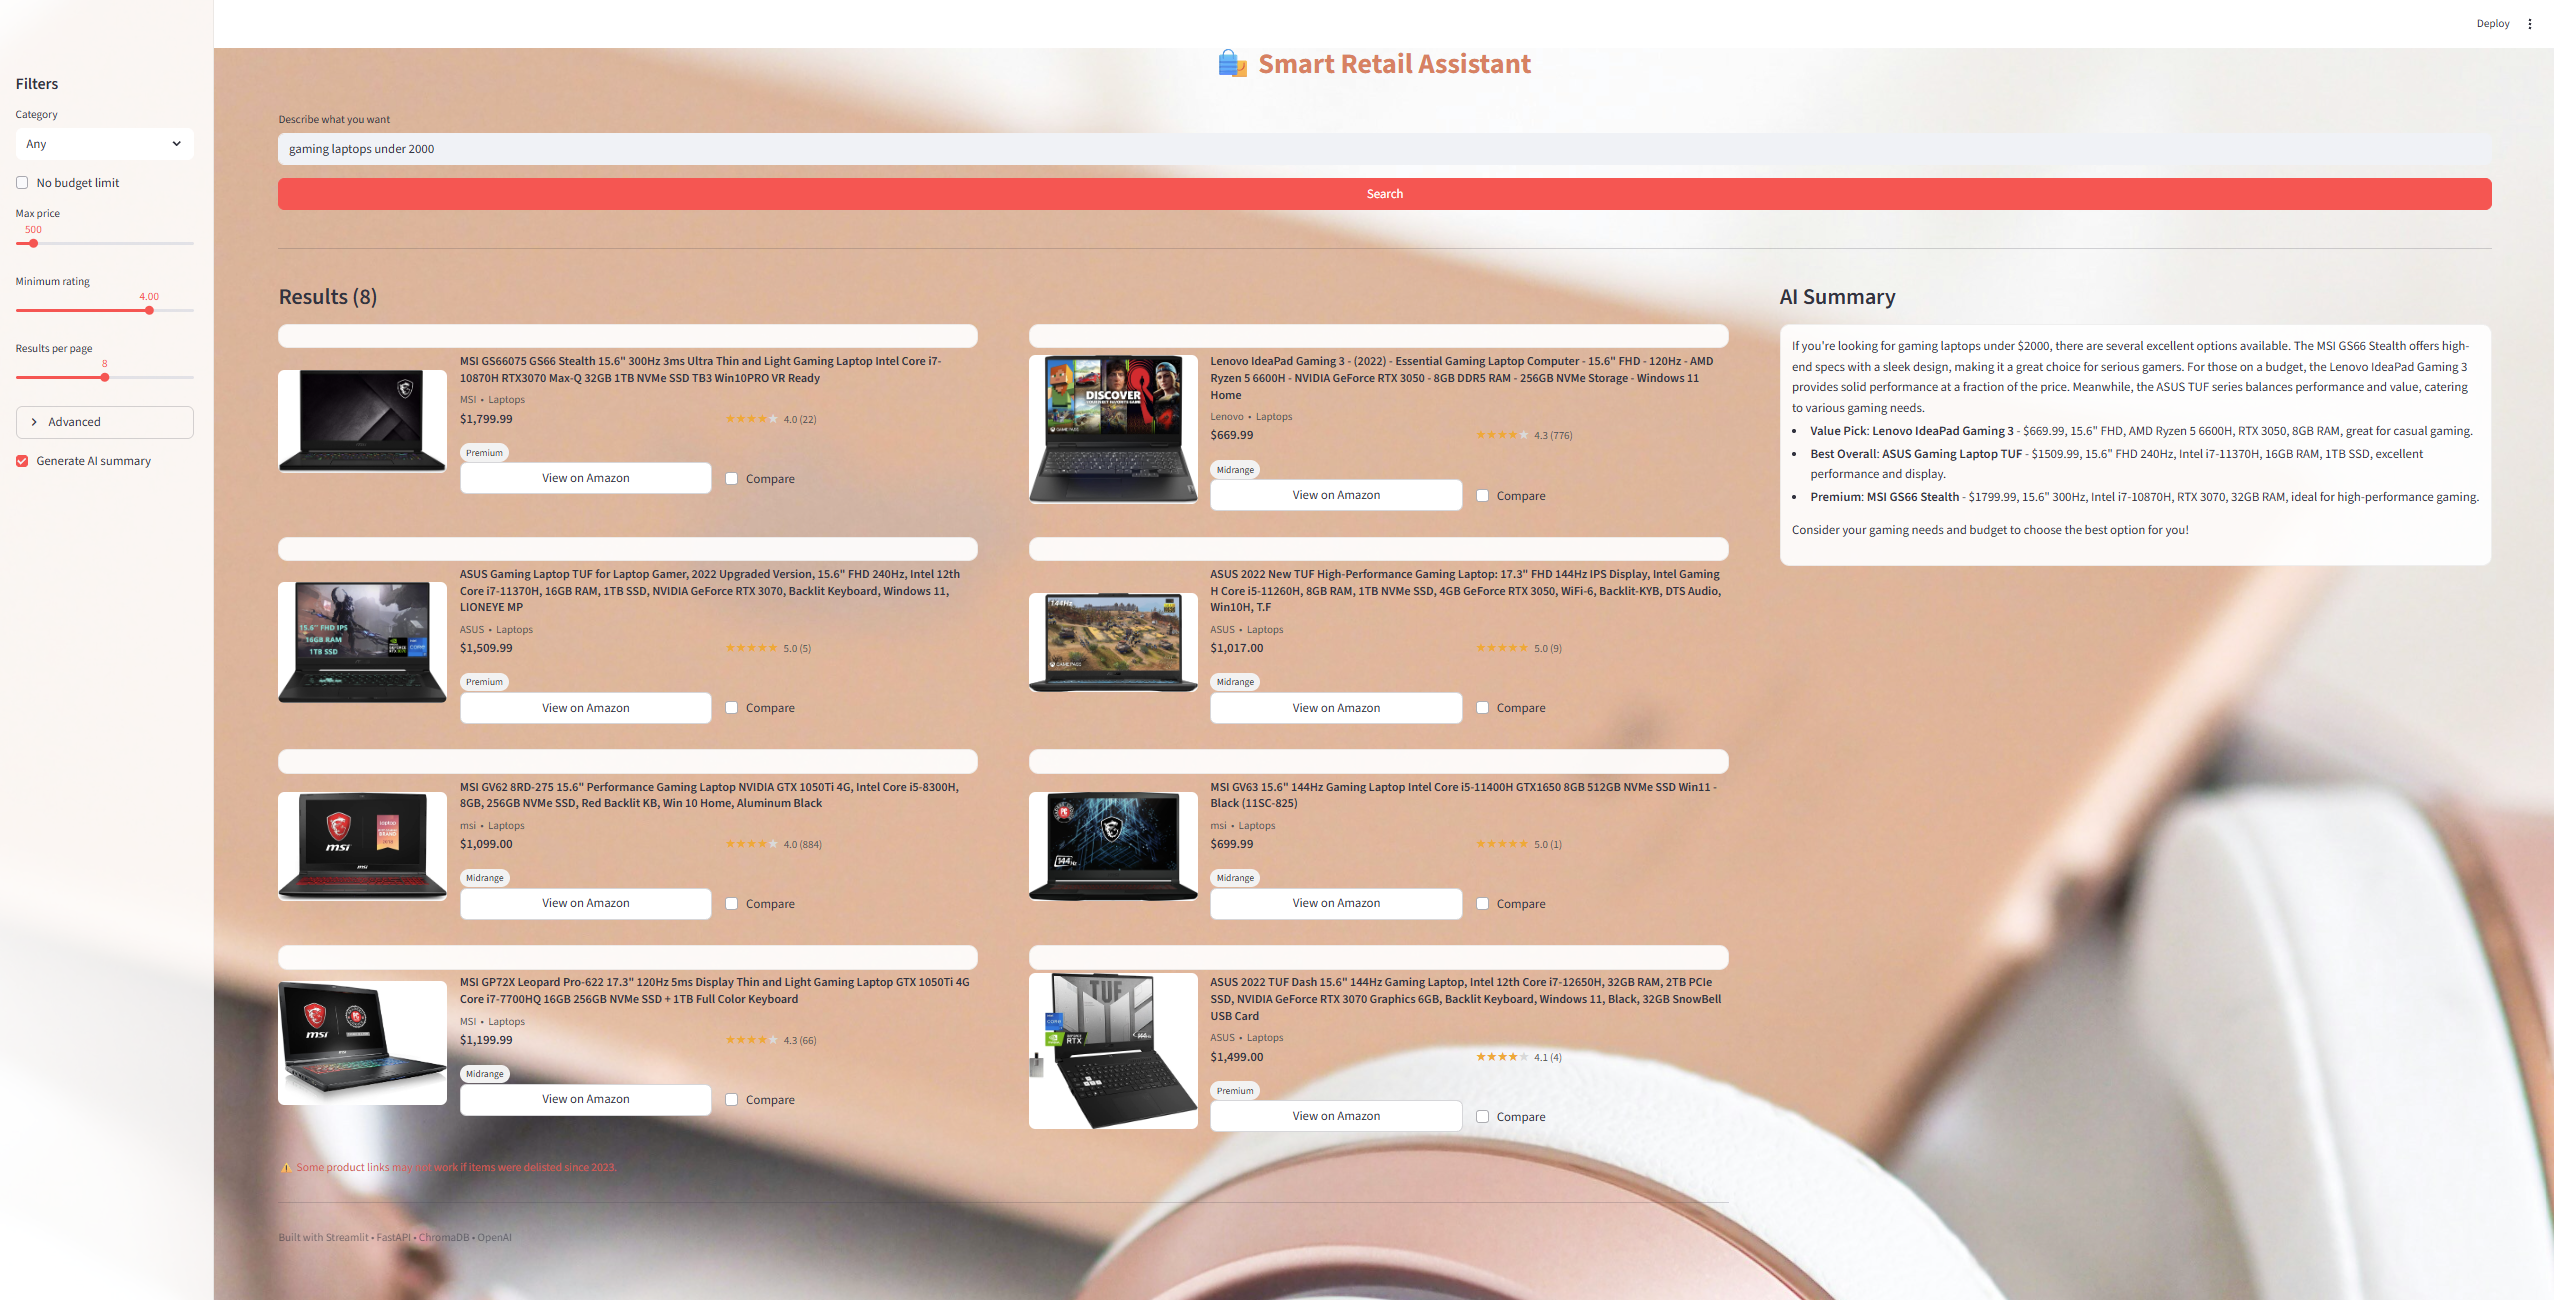 Deploy
Filters
Category
Any
No budget limit
Max price
500
Minimum rating
4.00
Results per page
8
Advanced
Generate AI summary
Smart Retail Assistant
Describe what you want
gaming laptops under 2000
Search
Results (8)
MSI GS66075 GS66 Stealth 15.6" 300Hz 3ms Ultra Thin and Light Gaming Laptop Intel Core i7-
10870H RTX3070 Max-Q 32GB 1TB NVMe SSD TB3 Win10PRO VR Ready
MSI • Laptops
$1,799.99
4.0 (22)
Premium
View on Amazon
Compare
DISCOVER
Lenovo IdeaPad Gaming 3 - (2022) - Essential Gaming Laptop Computer - 15.6" FHD - 120Hz - AMD
Ryzen 5 6600H - NVIDIA GeForce RTX 3050 - 8GB DDR5 RAM - 256GB NVMe Storage - Windows 11
Home
Lenovo • Laptops
$669.99
4.3 (776)
Midrange
View on Amazon
Compare
15.6" FHD IPS
16GB RAM
1TB SSD
ASUS Gaming Laptop TUF for Laptop Gamer, 2022 Upgraded Version, 15.6" FHD 240Hz, Intel 12th
Core i7-11370H, 16GB RAM, 1TB SSD, NVIDIA GeForce RTX 3070, Backlit Keyboard, Windows 11,
LIONEYE MP
ASUS • Laptops
$1,509.99
5.0 (5)
Premium
View on Amazon
Compare
144Hz
ASUS 2022 New TUF High-Performance Gaming Laptop: 17.3" FHD 144Hz IPS Display, Intel Gaming
H Core i5-11260H, 8GB RAM, 1TB NVMe SSD, 4GB GeForce RTX 3050, WiFi-6, Backlit-KYB, DTS Audio,
Win10H, T.F
ASUS • Laptops
$1,017.00
5.0 (9)
Midrange
View on Amazon
Compare
msi
MSI GV62 8RD-275 15.6" Performance Gaming Laptop NVIDIA GTX 1050Ti 4G, Intel Core i5-8300H,
8GB, 256GB NVMe SSD, Red Backlit KB, Win 10 Home, Aluminum Black
msi • Laptops
$1,099.00
4.0 (884)
Midrange
View on Amazon
Compare
144Hz
MSI GV63 15.6" 144Hz Gaming Laptop Intel Core i5-11400H GTX1650 8GB 512GB NVMe SSD Win11 -
Black (11SC-825)
msi • Laptops
$699.99
5.0 (1)
Midrange
View on Amazon
Compare
msi
MSI GP72X Leopard Pro-622 17.3" 120Hz 5ms Display Thin and Light Gaming Laptop GTX 1050Ti 4G
Core i7-7700HQ 16GB 256GB NVMe SSD + 1TB Full Color Keyboard
MSI • Laptops
$1,199.99
4.3 (66)
Midrange
View on Amazon
Compare
TUF
RTX
ASUS 2022 TUF Dash 15.6" 144Hz Gaming Laptop, Intel 12th Core i7-12650H, 32GB RAM, 2TB PCIe
SSD, NVIDIA GeForce RTX 3070 Graphics 6GB, Backlit Keyboard, Windows 11, Black, 32GB SnowBell
USB Card
ASUS • Laptops
$1,499.00
4.1 (4)
Premium
View on Amazon
Compare
Some product links may not work if items were delisted since 2023.
Built with Streamlit • FastAPI • ChromaDB • OpenAI
AI Summary
If you're looking for gaming laptops under $2000, there are several excellent options available. The MSI GS66 Stealth offers high-
end specs with a sleek design, making it a great choice for serious gamers. For those on a budget, the Lenovo IdeaPad Gaming 3
provides solid performance at a fraction of the price. Meanwhile, the ASUS TUF series balances performance and value, catering
to various gaming needs.
• Value Pick: Lenovo IdeaPad Gaming 3 - $669.99, 15.6" FHD, AMD Ryzen 5 6600H, RTX 3050, 8GB RAM, great for casual gaming.
• Best Overall: ASUS Gaming Laptop TUF - $1509.99, 15.6" FHD 240Hz, Intel i7-11370H, 16GB RAM, 1TB SSD, excellent
performance and display.
• Premium: MSI GS66 Stealth - $1799.99, 15.6" 300Hz, Intel i7-10870H, RTX 3070, 32GB RAM, ideal for high-performance gaming.
Consider your gaming needs and budget to choose the best option for you!